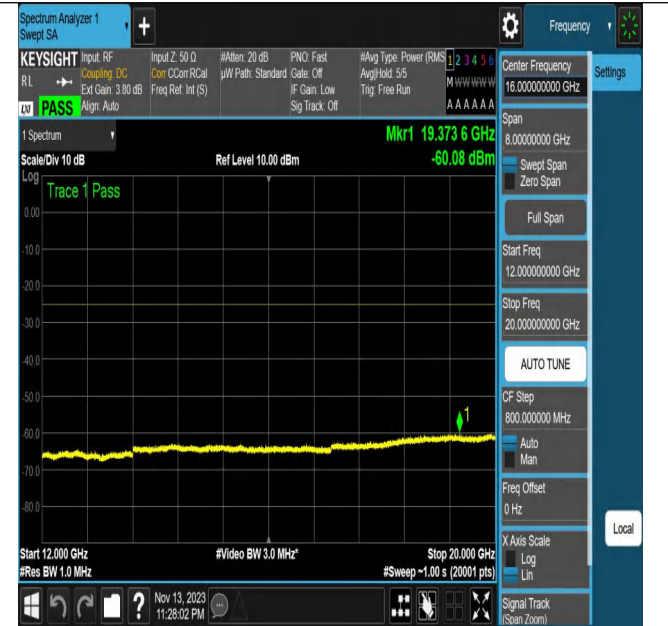 Spectrum Analyzer 1
Swept SA
+
Frequency
KEYSIGHT
RL
LXI
PASS
Input: RF
Coupling: DC
Ext Gain: 3.80 dB
Align: Auto
Input Z: 50 Ω
Corr CCorr RCal
Freq Ref: Int (S)
#Atten: 20 dB
µW Path: Standard
PNO: Fast
Gate: Off
IF Gain: Low
Sig Track: Off
#Avg Type: Power (RMS
Avg|Hold: 5/5
Trig: Free Run
1 2 3 4 5 6
M W W W W W
A A A A A A
1 Spectrum
Scale/Div 10 dB
Ref Level 10.00 dBm
Mkr1 19.373 6 GHz
-60.08 dBm
Log
Trace 1 Pass
0.00
-10.0
-20.0
-30.0
-40.0
-50.0
-60.0
-70.0
-80.0
1
Start 12.000 GHz
#Res BW 1.0 MHz
#Video BW 3.0 MHz*
Stop 20.000 GHz
#Sweep ~1.00 s (20001 pts)
Nov 13, 2023
11:28:02 PM
?
Center Frequency
16.000000000 GHz
Span
8.00000000 GHz
Swept Span
Zero Span
Full Span
Start Freq
12.000000000 GHz
Stop Freq
20.000000000 GHz
AUTO TUNE
CF Step
800.000000 MHz
Auto
Man
Freq Offset
0 Hz
X Axis Scale
Log
Lin
Signal Track
(Span Zoom)
Settings
Local